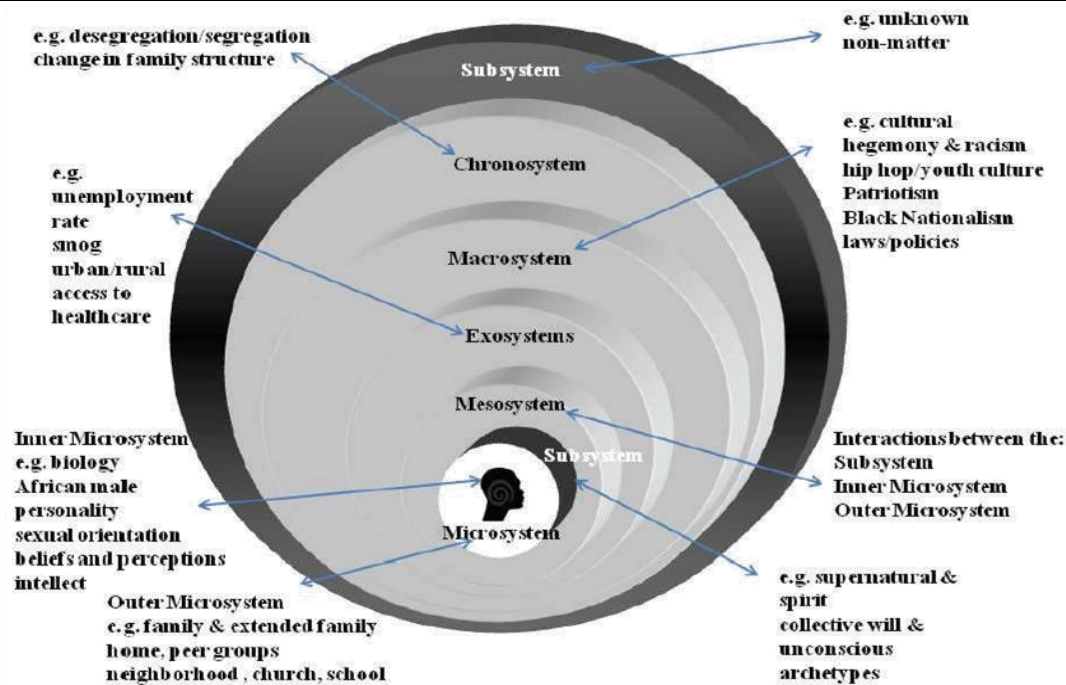 e.g. desegregation/segregation
change in family structure
e.g. unknown
non-matter
Subsystem
e.g. cultural
hegemony & racism
hip hop/youth culture
Patriotism
Black Nationalism
laws/policies
Chronosystem
e.g.
unemployment
rate
smog
urban/rural
access to
healthcare
Macrosystem
Exosystems
Mesosystem
Inner Microsystem
e.g. biology
African male
personality
sexual orientation
beliefs and perceptions
intellect
Subsystem
Interactions between the:
Subsystem
Inner Microsystem
Outer Microsystem
Microsystem
Outer Microsystem
e.g. family & extended family
home, peer groups
neighborhood , church, school
e.g. supernatural &
spirit
collective will &
unconscious
archetypes